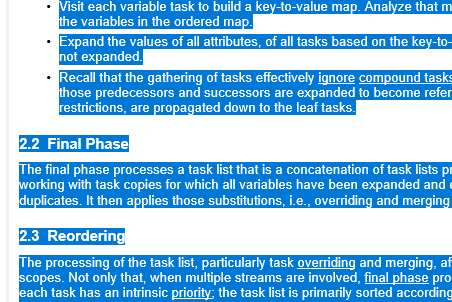 • Visit each variable task to build a key-to-value map. Analyze that m
the variables in the ordered map.
• Expand the values of all attributes, of all tasks based on the key-to-
not expanded.
• Recall that the gathering of tasks effectively ignore compound tasks
those predecessors and successors are expanded to become refer
restrictions, are propagated down to the leaf tasks.
2.2 Final Phase
The final phase processes a task list that is a concatenation of task lists pr
working with task copies for which all variables have been expanded and e
duplicates. It then applies those substitutions, i.e., overriding and merging
2.3 Reordering
The processing of the task list, particularly task overriding and merging, af
scopes. Not only that, when multiple streams are involved, final phase pro
each task has an intrinsic priority; the task list is primarily sorted according